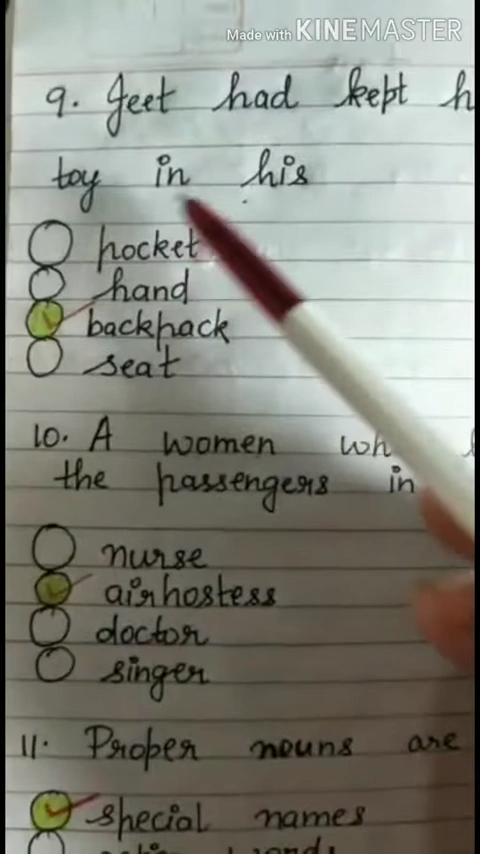 Made with KINEMASTER
9. Jeet had kept h
toy in his
pocket
hand
backpack
seat
10. A women wh
the passengers in
nurse
airhostess
doctor
singer
11. Proper nouns are
special names